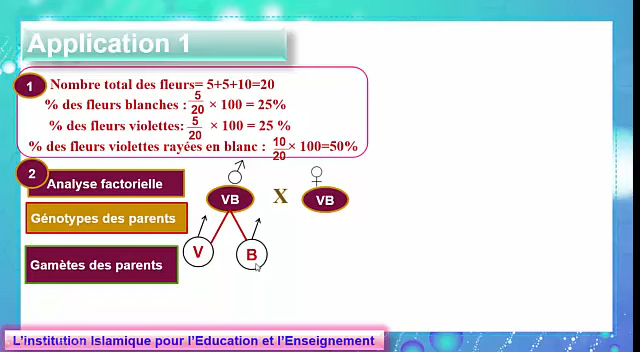 Application 1
1 Nombre total des fleurs= 5+5+10=20
% des fleurs blanches : 5/20 × 100 = 25%
% des fleurs violettes: 5/20 × 100 = 25 %
% des fleurs violettes rayées en blanc : 10/20 × 100=50%
2
Analyse factorielle
Génotypes des parents
VB X VB
Gamètes des parents
V B
L'institution Islamique pour l'Education et l'Enseignement